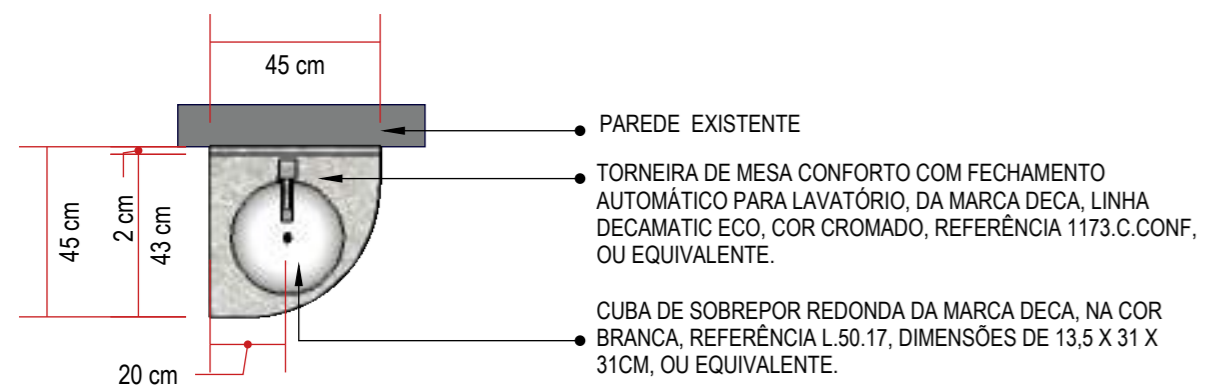 45 cm
PAREDE EXISTENTE
TORNEIRA DE MESA CONFORTO COM FECHAMENTO
AUTOMÁTICO PARA LAVATÓRIO, DA MARCA DECA, LINHA
DECAMATIC ECO, COR CROMADO, REFERÊNCIA 1173.C.CONF,
OU EQUIVALENTE.
45 cm
2 cm
43 cm
CUBA DE SOBREPOR REDONDA DA MARCA DECA, NA COR
BRANCA, REFERÊNCIA L.50.17, DIMENSÕES DE 13,5 X 31 X
31CM, OU EQUIVALENTE.
20 cm